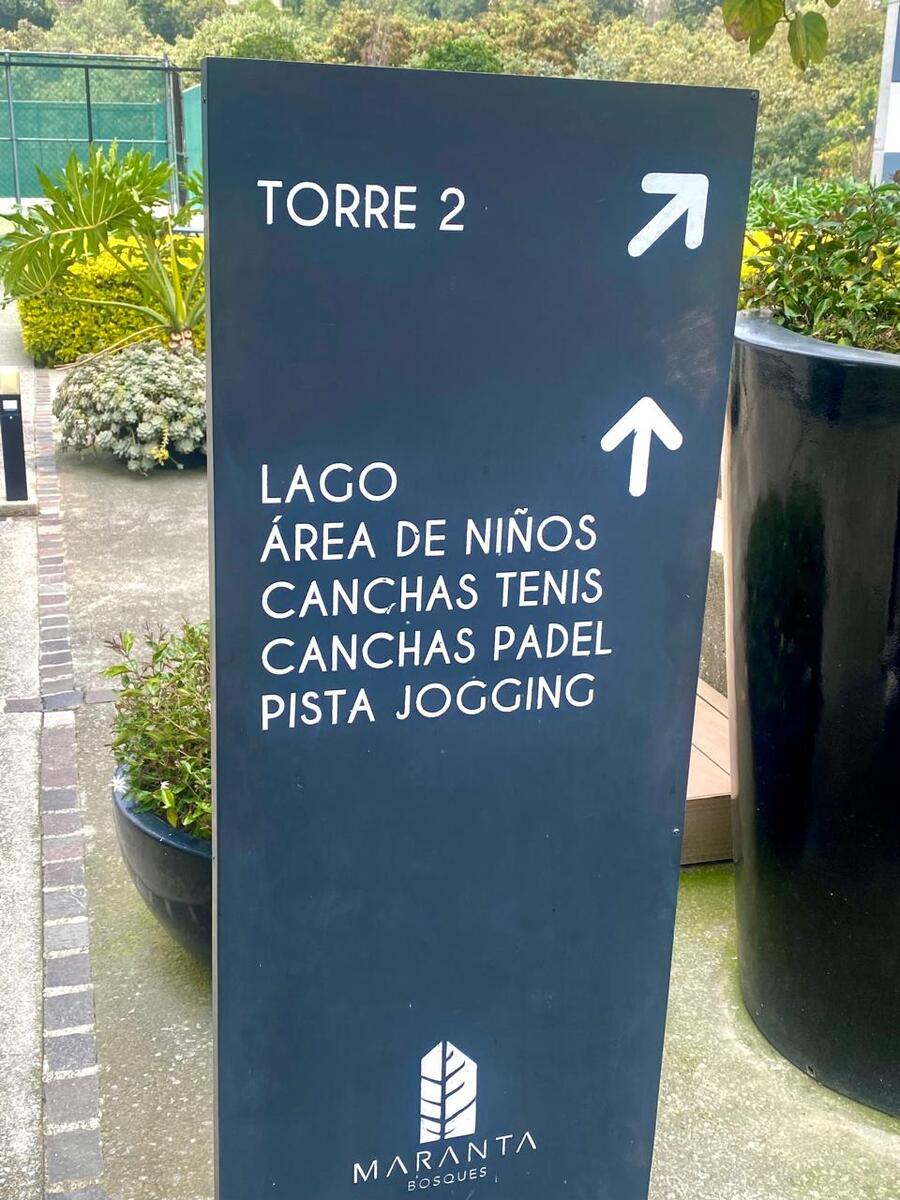 TORRE 2
LAGO
ÁREA DE NIÑOS
CANCHAS TENIS
CANCHAS PADEL
PISTA JOGGING
MARANTA
BOSQUES